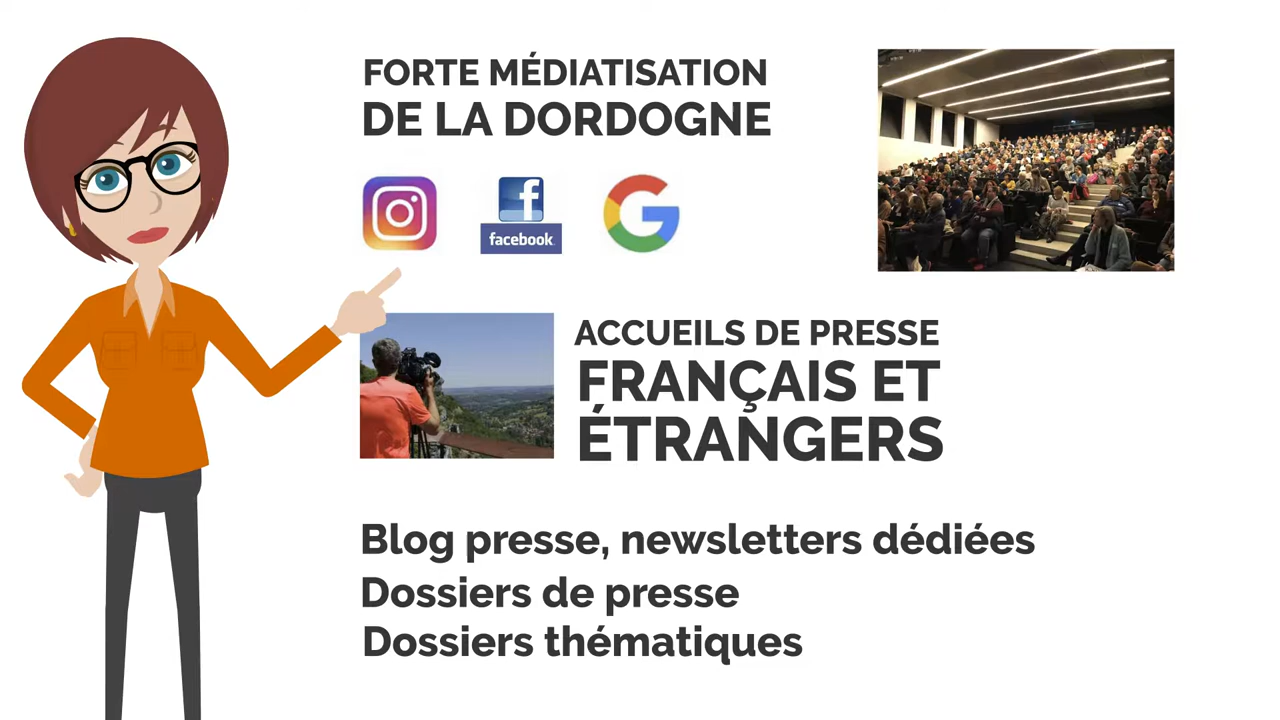 FORTE MÉDIATISATION
DE LA DORDOGNE
facebook
ACCUEILS DE PRESSE
FRANÇAIS ET
ÉTRANGERS
Blog presse, newsletters dédiées
Dossiers de presse
Dossiers thématiques